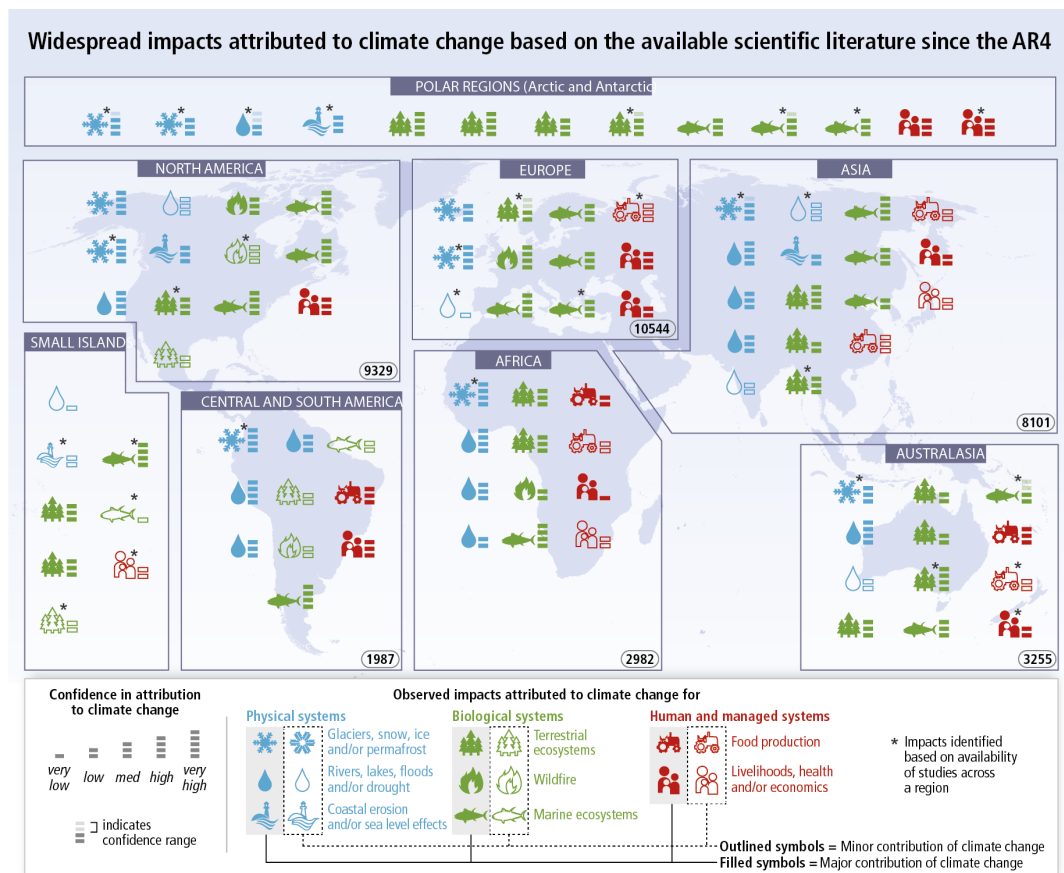 Widespread impacts attributed to climate change based on the available scientific literature since the AR4
POLAR REGIONS (Arctic and Antarctic
NORTH AMERICA
EUROPE
ASIA
9329
10544
8101
SMALL ISLAND
CENTRAL AND SOUTH AMERICA
AFRICA
AUSTRALASIA
1987
2982
3255
Confidence in attribution
to climate change
very
low
low
med
high
very
high
indicates
confidence range
Observed impacts attributed to climate change for
Physical systems
Glaciers, snow, ice
and/or permafrost
Rivers, lakes, floods
and/or drought
Coastal erosion
and/or sea level effects
Biological systems
Terrestrial
ecosystems
Wildfire
Marine ecosystems
Human and managed systems
Food production
Livelihoods, health
and/or economics
* Impacts identified
based on availability
of studies across
a region
Outlined symbols = Minor contribution of climate change
Filled symbols = Major contribution of climate change